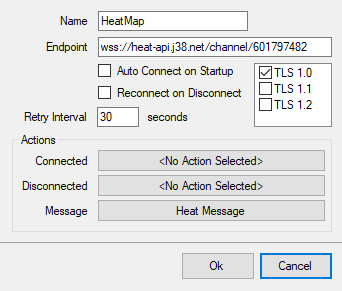 Name HeatMap
Endpoint wss://heat-api.j38.net/channel/601797482
Auto Connect on Startup
TLS 1.0
Reconnect on Disconnect
TLS 1.1
TLS 1.2
Retry Interval 30 seconds
Actions
Connected <No Action Selected>
Disconnected <No Action Selected>
Message Heat Message
Ok Cancel